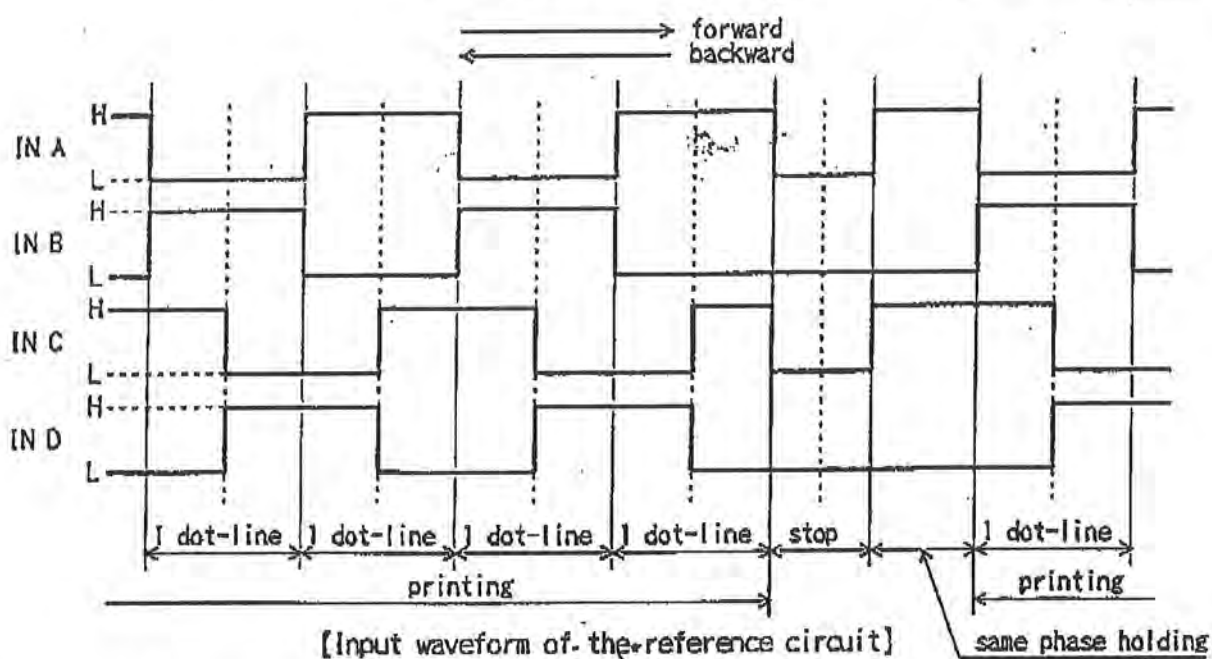 forward
backward
H
IN A
L
H
IN B
L
H
IN C
L
H
IN D
L
1 dot-line 1 dot-line 1 dot-line 1 dot-line stop 1 dot-line
printing printing
[Input waveform of the reference circuit]
same phase holding